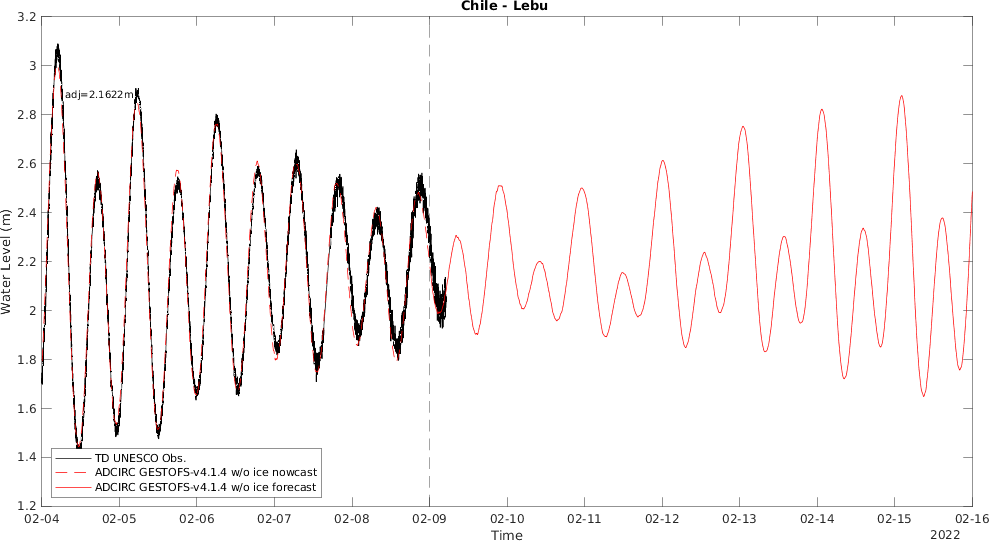 Chile - Lebu
3.2
3
2.8
2.6
2.4
2.2
2
1.8
1.6
1.4
1.2
Water Level (m)
adj=2.1622m
TD UNESCO Obs.
ADCIRC GESTOFS-v4.1.4 w/o ice nowcast
ADCIRC GESTOFS-v4.1.4 w/o ice forecast
02-04 02-05 02-06 02-07 02-08 02-09 02-10 02-11 02-12 02-13 02-14 02-15 02-16
Time
2022